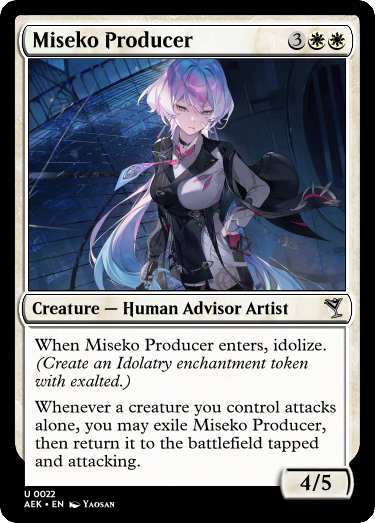 Miseko Producer 3
Creature — Human Advisor Artist
When Miseko Producer enters, idolize.
(Create an Idolatry enchantment token
with exalted.)
Whenever a creature you control attacks
alone, you may exile Miseko Producer,
then return it to the battlefield tapped
and attacking.
4/5
U 0022
AEK • EN Yaosan